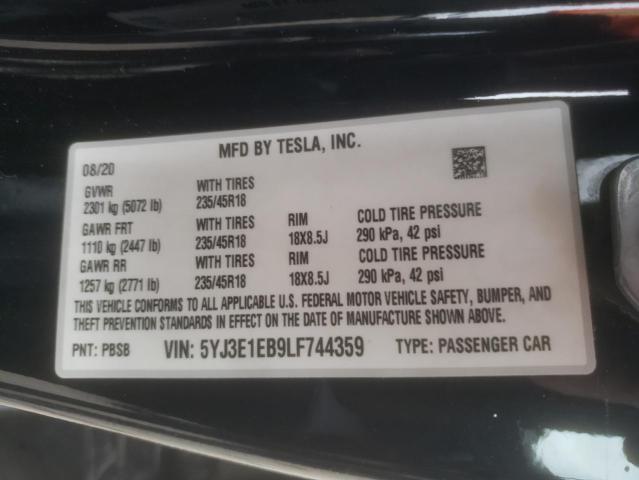 MFD BY TESLA, INC.
08/20
GVWR WITH TIRES
2301 kg (5072 lb) 235/45R18
GAWR FRT WITH TIRES RIM COLD TIRE PRESSURE
1110 kg (2447 lb) 235/45R18 18X8.5J 290 kPa, 42 psi
GAWR RR WITH TIRES RIM COLD TIRE PRESSURE
1257 kg (2771 lb) 235/45R18 18X8.5J 290 kPa, 42 psi
THIS VEHICLE CONFORMS TO ALL APPLICABLE U.S. FEDERAL MOTOR VEHICLE SAFETY, BUMPER, AND
THEFT PREVENTION STANDARDS IN EFFECT ON THE DATE OF MANUFACTURE SHOWN ABOVE.
PNT: PBSB VIN: 5YJ3E1EB9LF744359 TYPE: PASSENGER CAR